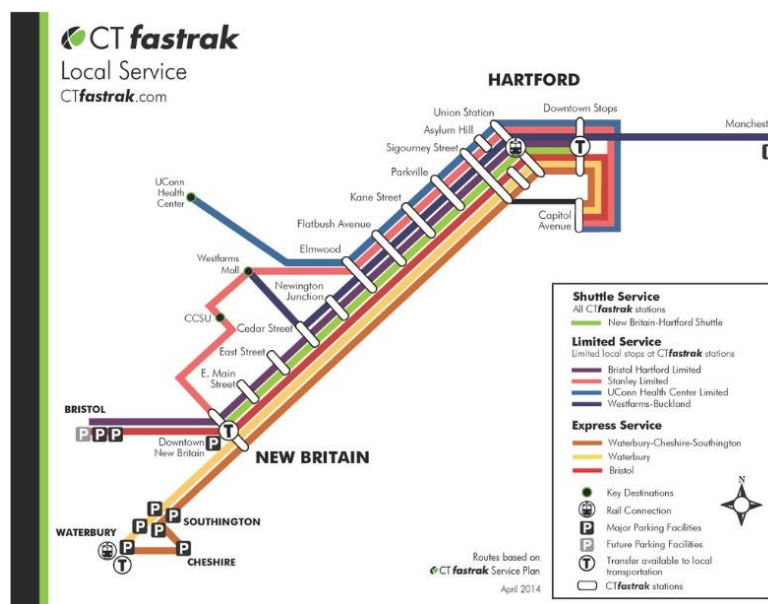 CT fastrak
Local Service
CTfastrak.com
HARTFORD
Union Station
Downtown Stops
Asylum Hill
Manchest
Sigourney Street
Parkville
UConn
Health
Center
Kane Street
Capitol
Avenue
Flatbush Avenue
Elmwood
Westfarms
Mall
Newington
Junction
CCSU
Cedar Street
East Street
E. Main
Street
BRISTOL
P P P
Downtown
New Britain
P
T
NEW BRITAIN
P
P
P
P
SOUTHINGTON
WATERBURY
P
P
CHESHIRE
T
T
Routes based on
CTfastrak Service Plan
April 2014
Shuttle Service
All CTfastrak stations
New Britain-Hartford Shuttle
Limited Service
Limited local stops at CTfastrak stations
Bristol Hartford Limited
Stanley Limited
UConn Health Center Limited
Westfarms-Buckland
Express Service
Waterbury-Cheshire-Southington
Waterbury
Bristol
Key Destinations
N
Rail Connection
P Major Parking Facilities
P Future Parking Facilities
T Transfer available to local
transportation
CTfastrak stations